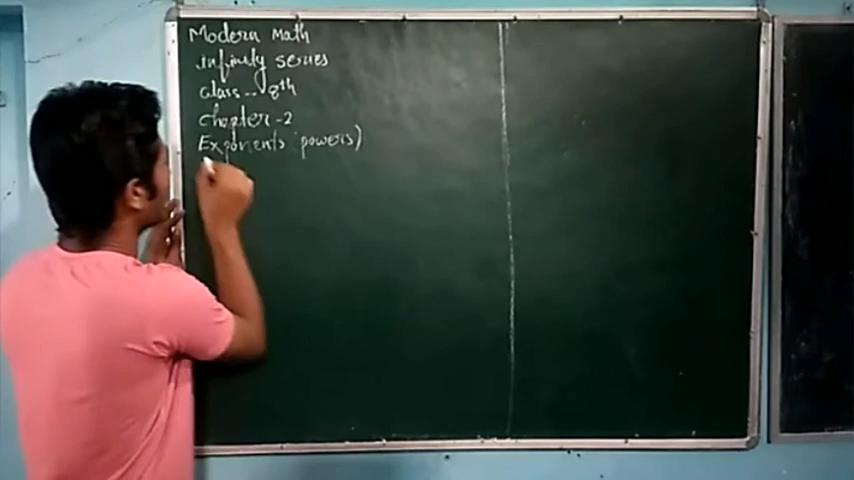 Modern Math
infinity series
class.. 8th
chapter-2
Exponents powers)